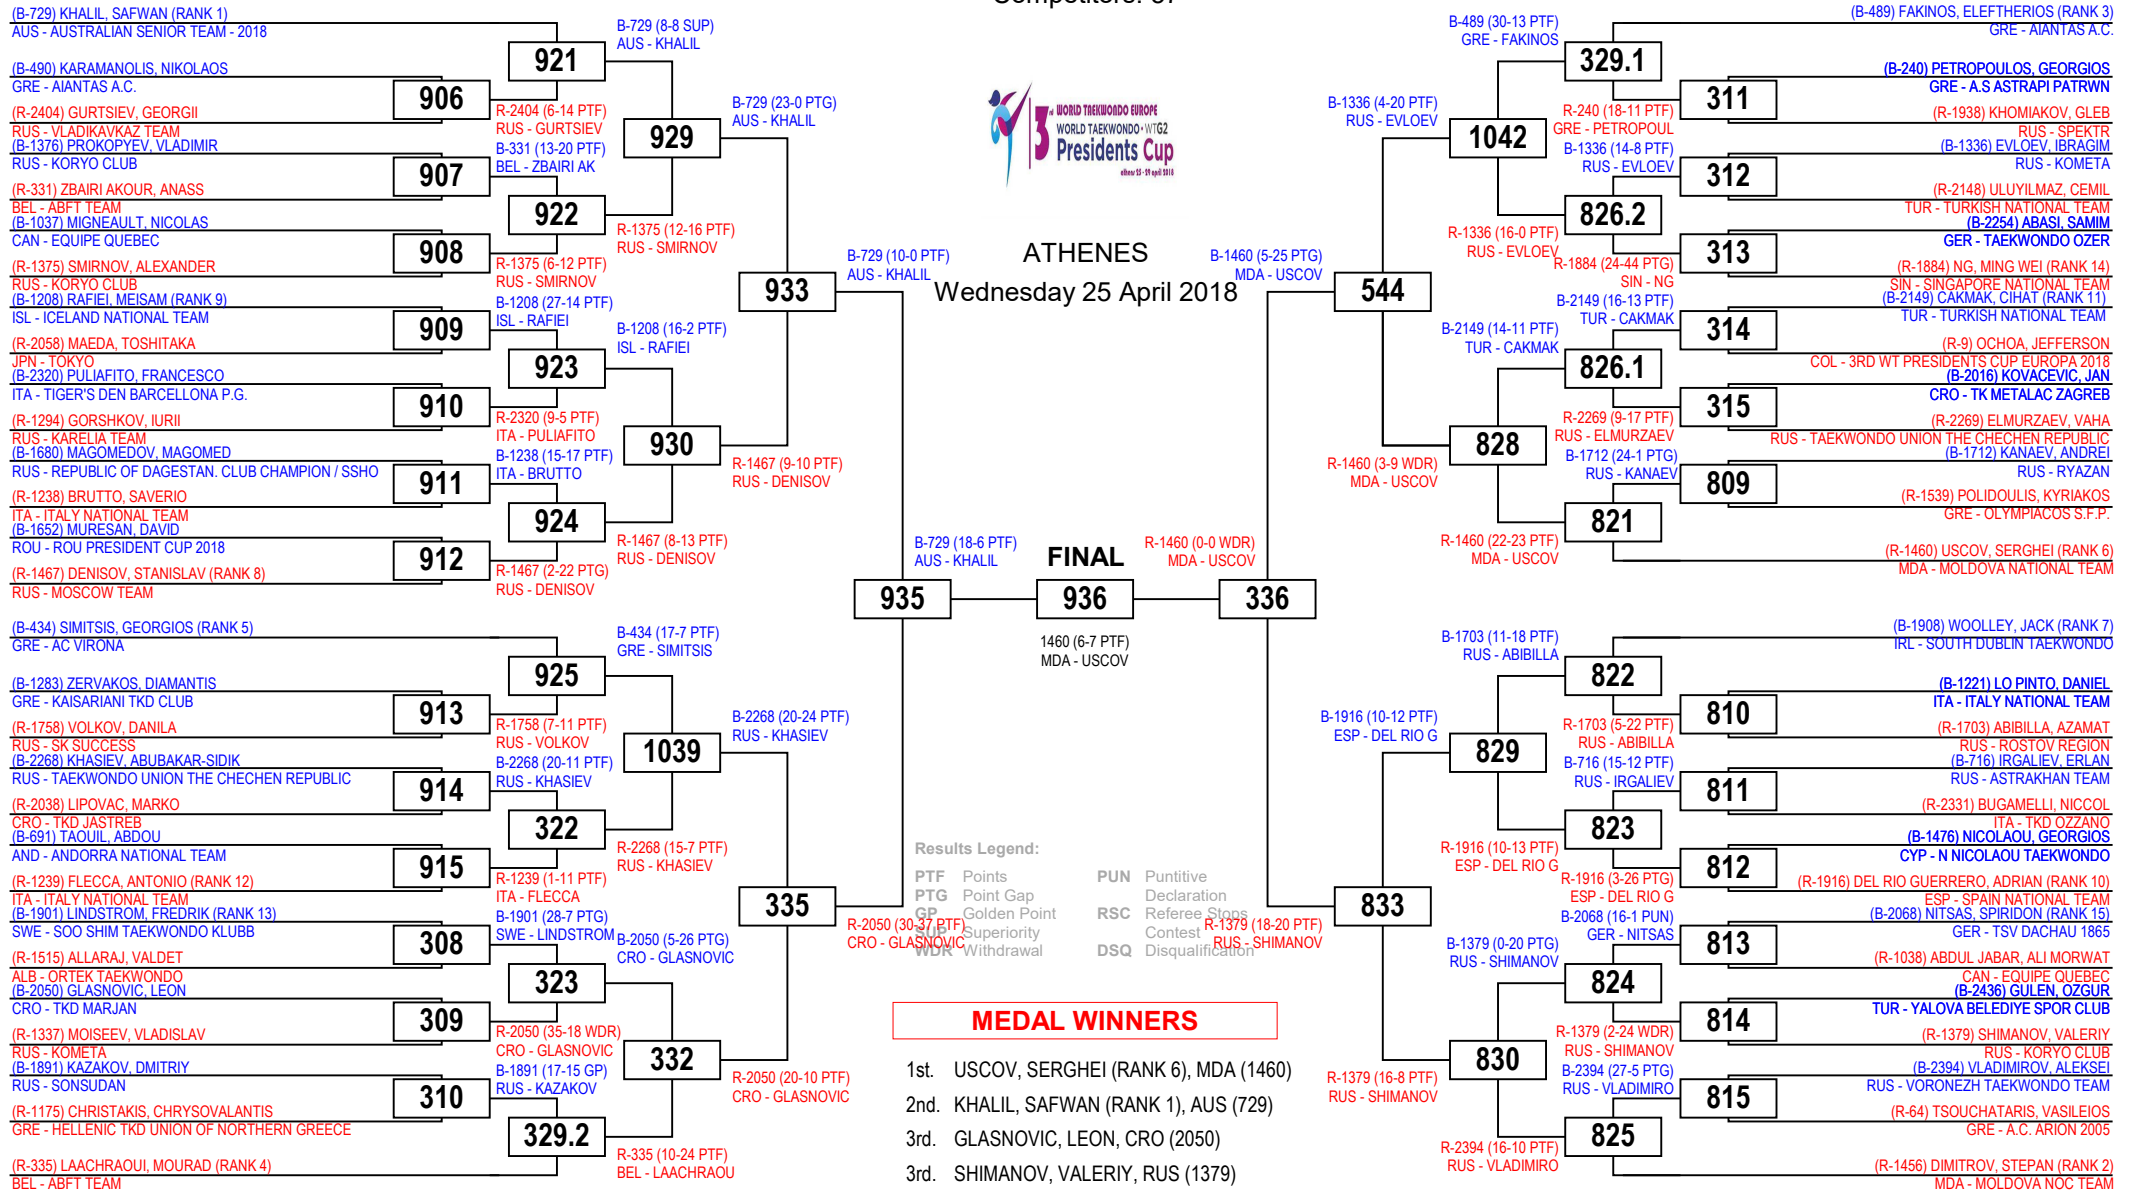 Competitors: 37
(B-729) KHALIL, SAFWAN (RANK 1)
AUS - AUSTRALIAN SENIOR TEAM - 2018
(B-490) KARAMANOLIS, NIKOLAOS
GRE - AIANTAS A.C.
(R-2404) GURTSIEV, GEORGII
RUS - VLADIKAVKAZ TEAM
(B-1376) PROKOPYEV, VLADIMIR
RUS - KORYO CLUB
(R-331) ZBAIRI AKOUR, ANASS
BEL - ABFT TEAM
(B-1037) MIGNEAULT, NICOLAS
CAN - EQUIPE QUEBEC
(R-1375) SMIRNOV, ALEXANDER
RUS - KORYO CLUB
(B-1208) RAFIEI, MEISAM (RANK 9)
ISL - ICELAND NATIONAL TEAM
(R-2058) MAEDA, TOSHITAKA
JPN - TOKYO
(B-2320) PULIAFITO, FRANCESCO
ITA - TIGER'S DEN BARCELLONA P.G.
(R-1294) GORSHKOV, IURII
RUS - KARELIA TEAM
(B-1680) MAGOMEDOV, MAGOMED
RUS - REPUBLIC OF DAGESTAN. CLUB CHAMPION / SSHO
(R-1238) BRUTTO, SAVERIO
ITA - ITALY NATIONAL TEAM
(B-1652) MURESAN, DAVID
ROU - ROU PRESIDENT CUP 2018
(R-1467) DENISOV, STANISLAV (RANK 8)
RUS - MOSCOW TEAM
(B-434) SIMITSIS, GEORGIOS (RANK 5)
GRE - AC VIRONA
(B-1283) ZERVAKOS, DIAMANTIS
GRE - KAISARIANI TKD CLUB
(R-1758) VOLKOV, DANILA
RUS - SK SUCCESS
(B-2268) KHASIEV, ABUBAKAR-SIDIK
RUS - TAEKWONDO UNION THE CHECHEN REPUBLIC
(R-2038) LIPOVAC, MARKO
CRO - TKD JASTREB
(B-691) TAOUIL, ABDOU
AND - ANDORRA NATIONAL TEAM
(R-1239) FLECCA, ANTONIO (RANK 12)
ITA - ITALY NATIONAL TEAM
(B-1901) LINDSTROM, FREDRIK (RANK 13)
SWE - SOO SHIM TAEKWONDO KLUBB
(R-1515) ALLARAJ, VALDET
ALB - ORTEK TAEKWONDO
(B-2050) GLASNOVIC, LEON
CRO - TKD MARJAN
(R-1337) MOISEEV, VLADISLAV
RUS - KOMETA
(B-1891) KAZAKOV, DMITRIY
RUS - SONSUDAN
(R-1175) CHRISTAKIS, CHRYSOVALANTIS
GRE - HELLENIC TKD UNION OF NORTHERN GREECE
(R-335) LAACHRAOUI, MOURAD (RANK 4)
BEL - ABFT TEAM
906
907
908
909
910
911
912
913
914
915
308
309
310
921
R-2404 (6-14 PTF)
RUS - GURTSIEV
B-331 (13-20 PTF)
BEL - ZBAIRI AK
922
R-1375 (6-12 PTF)
RUS - SMIRNOV
B-1208 (27-14 PTF)
ISL - RAFIEI
923
R-2320 (9-5 PTF)
ITA - PULIAFITO
B-1238 (15-17 PTF)
ITA - BRUTTO
924
R-1467 (2-22 PTG)
RUS - DENISOV
925
R-1758 (7-11 PTF)
RUS - VOLKOV
B-2268 (20-11 PTF)
RUS - KHASIEV
322
R-1239 (1-11 PTF)
ITA - FLECCA
B-1901 (28-7 PTG)
SWE - LINDSTROM
323
R-2050 (35-18 WDR)
CRO - GLASNOVIC
B-1891 (17-15 GP)
RUS - KAZAKOV
329.2
B-729 (8-8 SUP)
AUS - KHALIL
929
R-1375 (12-16 PTF)
RUS - SMIRNOV
B-1208 (16-2 PTF)
ISL - RAFIEI
930
R-1467 (8-13 PTF)
RUS - DENISOV
B-434 (17-7 PTF)
GRE - SIMITSIS
1039
R-2268 (15-7 PTF)
RUS - KHASIEV
B-2050 (5-26 PTG)
CRO - GLASNOVIC
332
R-335 (10-24 PTF)
BEL - LAACHRAOU
B-729 (23-0 PTG)
AUS - KHALIL
933
R-1467 (9-10 PTF)
RUS - DENISOV
B-2268 (20-24 PTF)
RUS - KHASIEV
335
R-2050 (20-10 PTF)
CRO - GLASNOVIC
B-729 (10-0 PTF)
AUS - KHALIL
935
R-2050 (30-37 PTF)
CRO - GLASNOVIC
3rd WORLD TAEKWONDO EUROPE
WORLD TAEKWONDO • WTG2
Presidents Cup
athens 25 - 29 april 2018
ATHENES
Wednesday 25 April 2018
B-729 (18-6 PTF)
AUS - KHALIL
FINAL
936
1460 (6-7 PTF)
MDA - USCOV
R-1460 (0-0 WDR)
MDA - USCOV
336
Results Legend:
PTF Points
PTG Point Gap
GP Golden Point
SUP Superiority
WDR Withdrawal
PUN Puntitive Declaration
RSC Referee Stops Contest
DSQ Disqualification
MEDAL WINNERS
1st. USCOV, SERGHEI (RANK 6), MDA (1460)
2nd. KHALIL, SAFWAN (RANK 1), AUS (729)
3rd. GLASNOVIC, LEON, CRO (2050)
3rd. SHIMANOV, VALERIY, RUS (1379)
B-1460 (5-25 PTG)
MDA - USCOV
R-1379 (18-20 PTF)
RUS - SHIMANOV
B-1336 (4-20 PTF)
RUS - EVLOEV
544
R-1460 (3-9 WDR)
MDA - USCOV
B-1916 (10-12 PTF)
ESP - DEL RIO G
833
R-1379 (16-8 PTF)
RUS - SHIMANOV
B-489 (30-13 PTF)
GRE - FAKINOS
1042
R-1336 (16-0 PTF)
RUS - EVLOEV
B-2149 (14-11 PTF)
TUR - CAKMAK
828
R-1460 (22-23 PTF)
MDA - USCOV
B-1703 (11-18 PTF)
RUS - ABIBILLA
829
R-1916 (10-13 PTF)
ESP - DEL RIO G
B-1379 (0-20 PTG)
RUS - SHIMANOV
830
R-2394 (16-10 PTF)
RUS - VLADIMIRO
329.1
R-240 (18-11 PTF)
GRE - PETROPOUL
B-1336 (14-8 PTF)
RUS - EVLOEV
826.2
R-1884 (24-44 PTG)
SIN - NG
B-2149 (16-13 PTF)
TUR - CAKMAK
826.1
R-2269 (9-17 PTF)
RUS - ELMURZAEV
B-1712 (24-1 PTG)
RUS - KANAEV
821
822
R-1703 (5-22 PTF)
RUS - ABIBILLA
B-716 (15-12 PTF)
RUS - IRGALIEV
823
R-1916 (3-26 PTG)
ESP - DEL RIO G
B-2068 (16-1 PUN)
GER - NITSAS
824
R-1379 (2-24 WDR)
RUS - SHIMANOV
B-2394 (27-5 PTG)
RUS - VLADIMIRO
825
311
312
313
314
315
809
810
811
812
813
814
815
(B-489) FAKINOS, ELEFTHERIOS (RANK 3)
GRE - AIANTAS A.C.
(B-240) PETROPOULOS, GEORGIOS
GRE - A.S ASTRAPI PATRWN
(R-1938) KHOMIAKOV, GLEB
RUS - SPEKTR
(B-1336) EVLOEV, IBRAGIM
RUS - KOMETA
(R-2148) ULUYILMAZ, CEMIL
TUR - TURKISH NATIONAL TEAM
(B-2254) ABASI, SAMIM
GER - TAEKWONDO OZER
(R-1884) NG, MING WEI (RANK 14)
SIN - SINGAPORE NATIONAL TEAM
(B-2149) CAKMAK, CIHAT (RANK 11)
TUR - TURKISH NATIONAL TEAM
(R-9) OCHOA, JEFFERSON
COL - 3RD WT PRESIDENTS CUP EUROPA 2018
(B-2016) KOVACEVIC, JAN
CRO - TK METALAC ZAGREB
(R-2269) ELMURZAEV, VAHA
RUS - TAEKWONDO UNION THE CHECHEN REPUBLIC
(B-1712) KANAEV, ANDREI
RUS - RYAZAN
(R-1539) POLIDOULIS, KYRIAKOS
GRE - OLYMPIACOS S.F.P.
(R-1460) USCOV, SERGHEI (RANK 6)
MDA - MOLDOVA NATIONAL TEAM
(B-1908) WOOLLEY, JACK (RANK 7)
IRL - SOUTH DUBLIN TAEKWONDO
(B-1221) LO PINTO, DANIEL
ITA - ITALY NATIONAL TEAM
(R-1703) ABIBILLA, AZAMAT
RUS - ROSTOV REGION
(B-716) IRGALIEV, ERLAN
RUS - ASTRAKHAN TEAM
(R-2331) BUGAMELLI, NICCOL
ITA - TKD OZZANO
(B-1476) NICOLAOU, GEORGIOS
CYP - N NICOLAOU TAEKWONDO
(R-1916) DEL RIO GUERRERO, ADRIAN (RANK 10)
ESP - SPAIN NATIONAL TEAM
(B-2068) NITSAS, SPIRIDON (RANK 15)
GER - TSV DACHAU 1865
(R-1038) ABDUL JABAR, ALI MORWAT
CAN - EQUIPE QUEBEC
(B-2436) GULEN, OZGUR
TUR - YALOVA BELEDIYE SPOR CLUB
(R-1379) SHIMANOV, VALERIY
RUS - KORYO CLUB
(B-2394) VLADIMIROV, ALEKSEI
RUS - VORONEZH TAEKWONDO TEAM
(R-64) TSOUCHATARIS, VASILEIOS
GRE - A.C. ARION 2005
(R-1456) DIMITROV, STEPAN (RANK 2)
MDA - MOLDOVA NOC TEAM